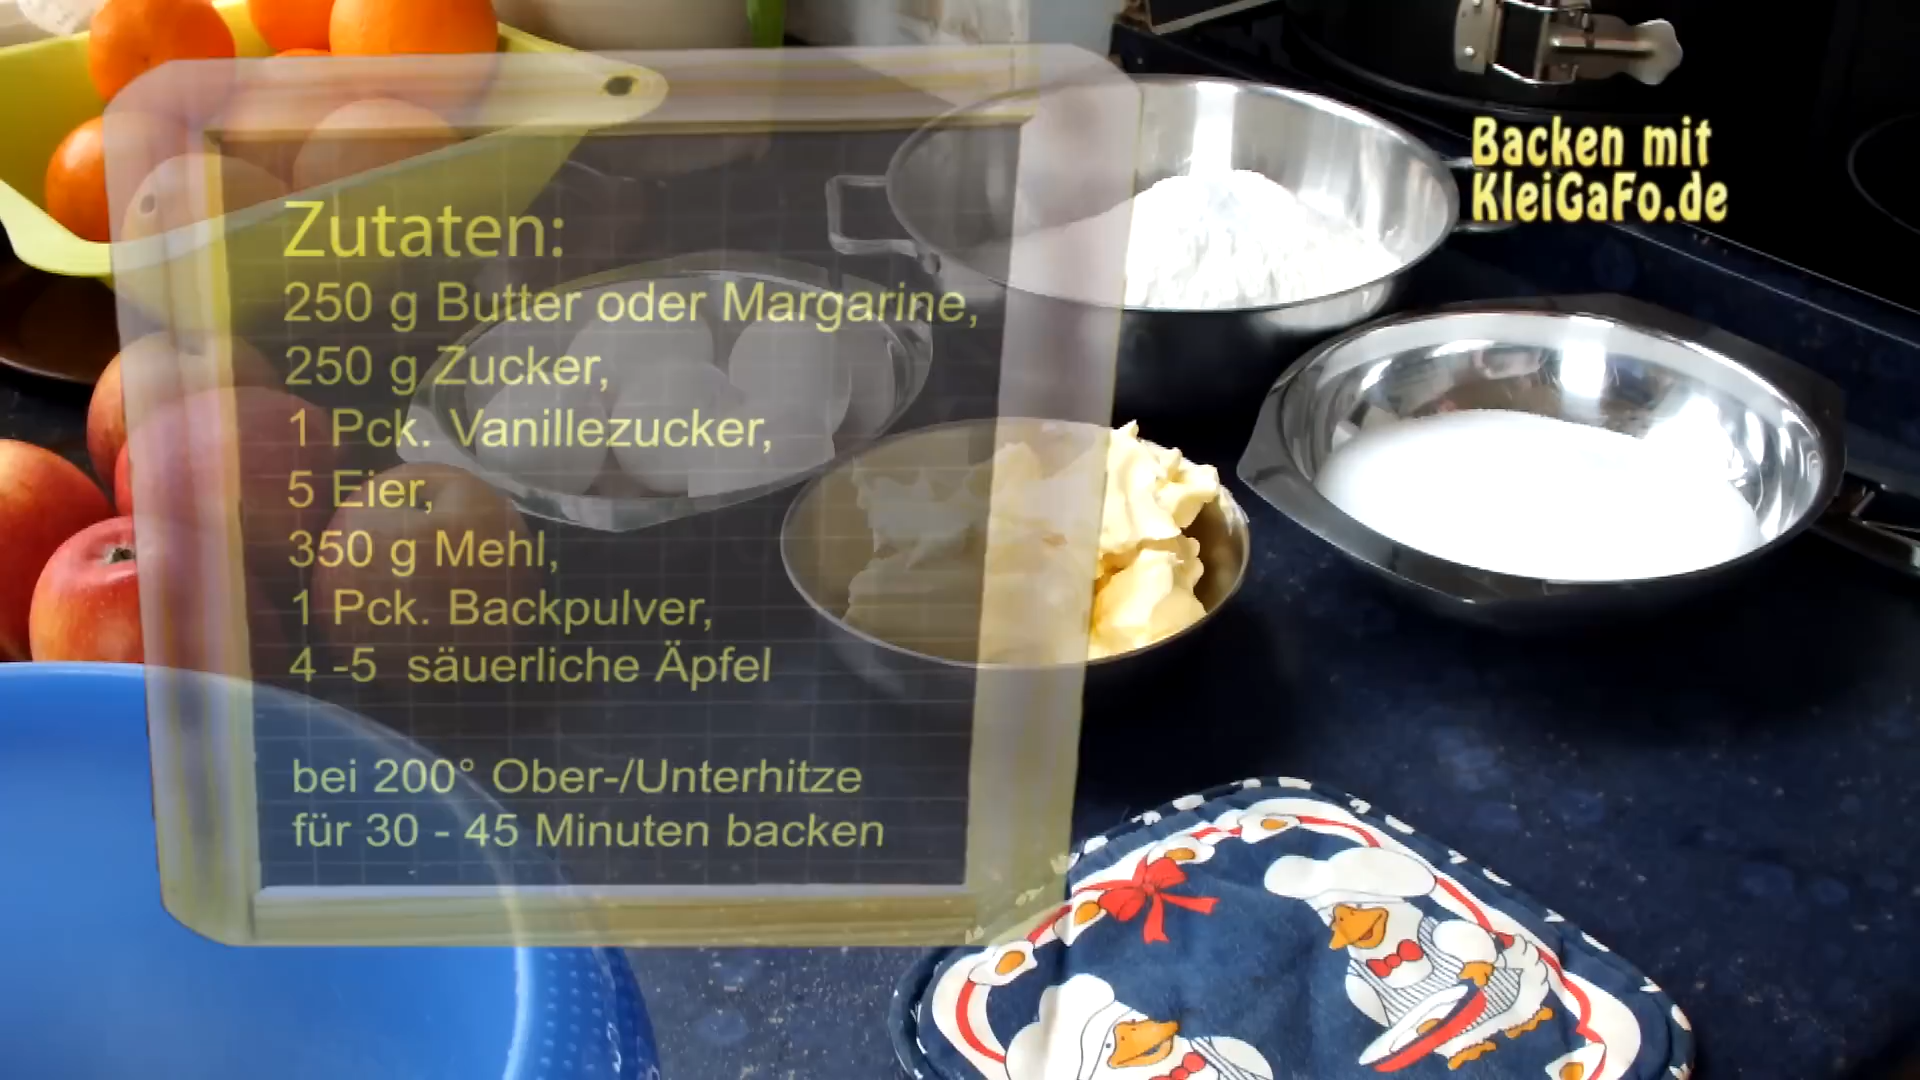 Zutaten:
250 g Butter oder Margarine,
250 g Zucker,
1 Pck. Vanillezucker,
5 Eier,
350 g Mehl,
1 Pck. Backpulver,
4 -5 säuerliche Äpfel
bei 200° Ober-/Unterhitze
für 30 - 45 Minuten backen
Backen mit
KleiGaFo.de